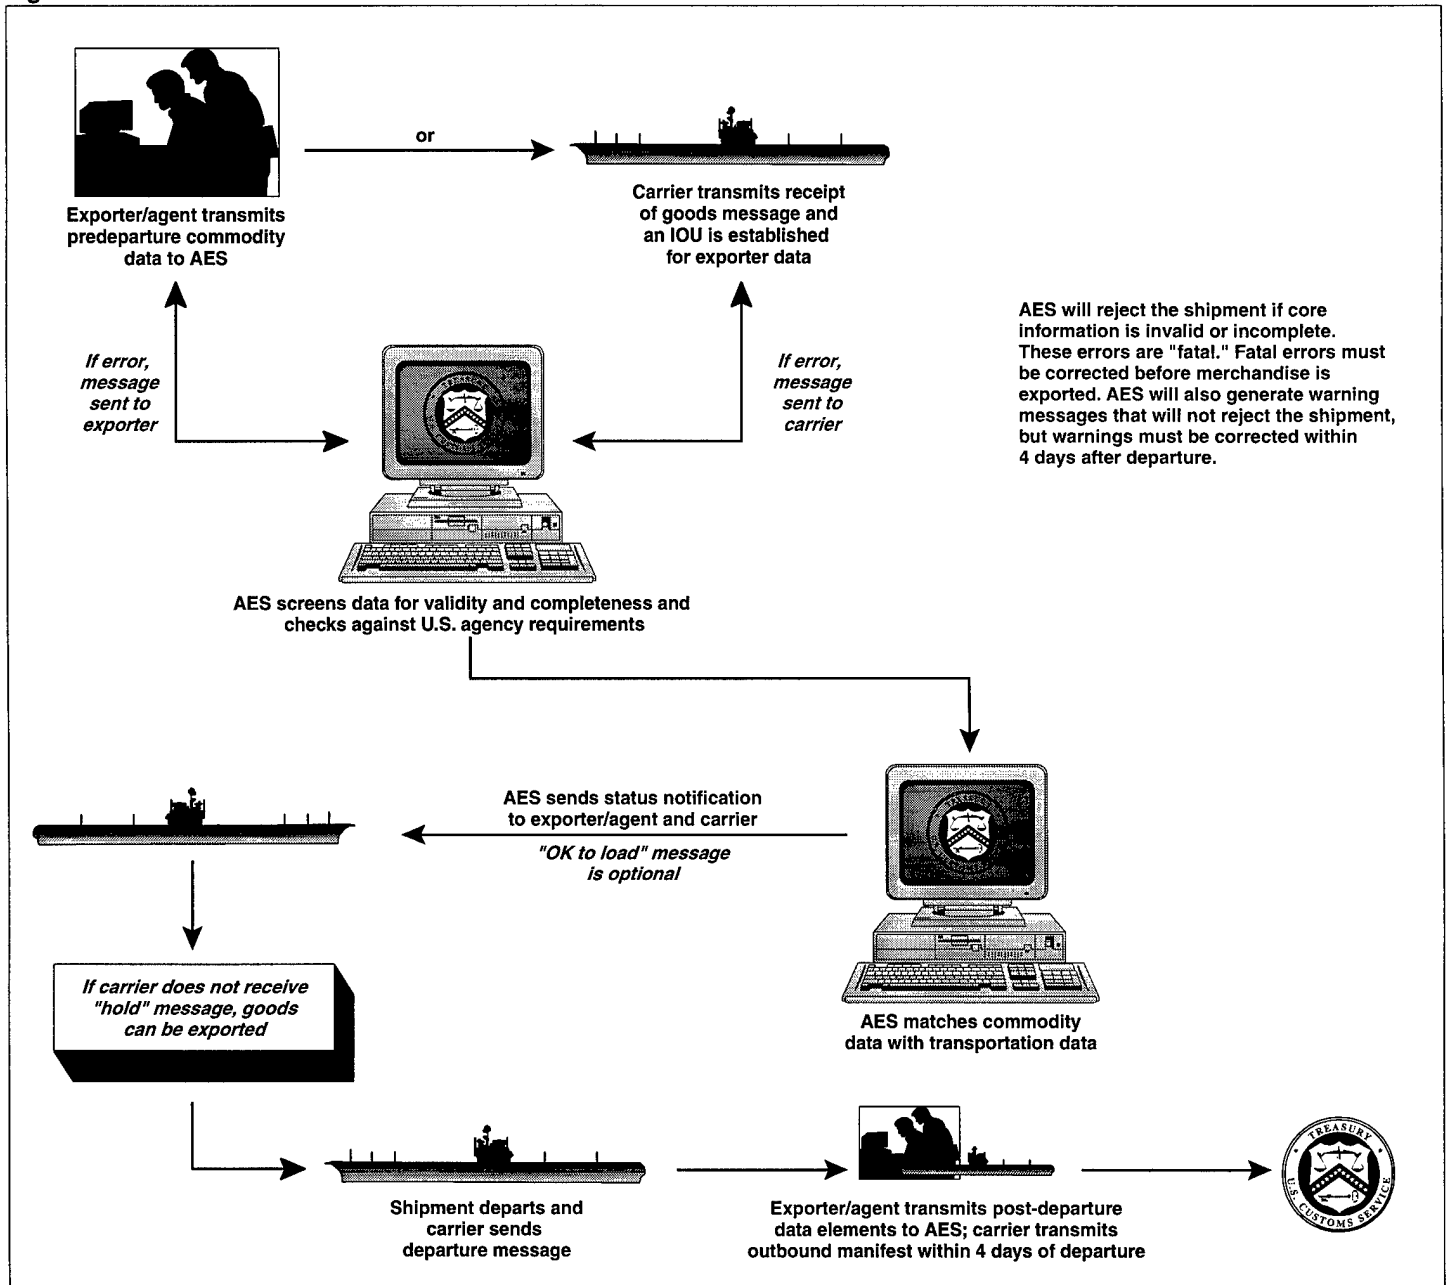 or
Exporter/agent transmits
predeparture commodity
data to AES
Carrier transmits receipt
of goods message and
an IOU is established
for exporter data
If error,
message
sent to
exporter
If error,
message
sent to
carrier
AES will reject the shipment if core
information is invalid or incomplete.
These errors are "fatal." Fatal errors must
be corrected before merchandise is
exported. AES will also generate warning
messages that will not reject the shipment,
but warnings must be corrected within
4 days after departure.
AES screens data for validity and completeness and
checks against U.S. agency requirements
AES sends status notification
to exporter/agent and carrier
"OK to load" message
is optional
If carrier does not receive
"hold" message, goods
can be exported
AES matches commodity
data with transportation data
Shipment departs and
carrier sends
departure message
Exporter/agent transmits post-departure
data elements to AES; carrier transmits
outbound manifest within 4 days of departure
TREASURY
U.S. CUSTOMS SERVICE